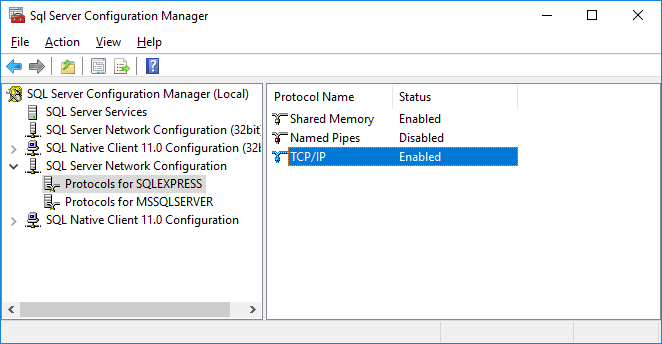 Sql Server Configuration Manager
File Action View Help
SQL Server Configuration Manager (Local)
SQL Server Services
SQL Server Network Configuration (32bit
SQL Native Client 11.0 Configuration (32b
SQL Server Network Configuration
Protocols for SQLEXPRESS
Protocols for MSSQLSERVER
SQL Native Client 11.0 Configuration
Protocol Name Status
Shared Memory Enabled
Named Pipes Disabled
TCP/IP Enabled